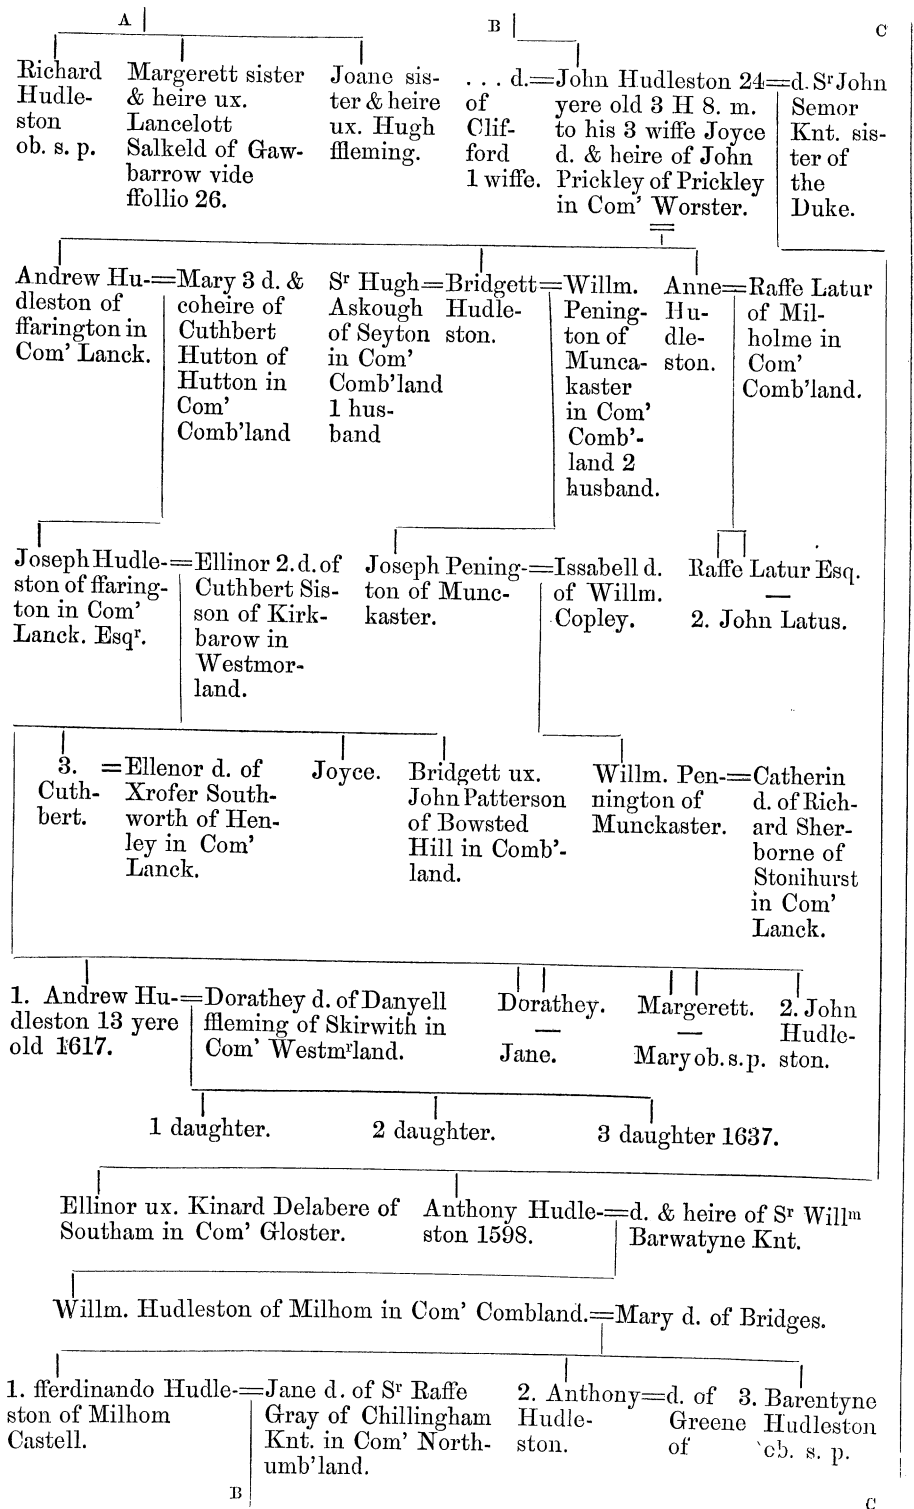 A
B
C
Richard
Hudle-
ston
ob. s. p.
Margerett sister
& heire ux.
Lancelott
Salkeld of Gaw-
barrow vide
ffollio 26.
Joane sis-
ter & heire
ux. Hugh
ffleming.
. . . d.=
of
Clif-
ford
1 wiffe.
John Hudleston 24=
yere old 3 H 8. m.
to his 3 wiffe Joyce
d. & heire of John
Prickley of Prickley
in Com' Worster.
d. Sr John
Semor
Knt. sis-
ter of
the
Duke.
Andrew Hu-=
dleston of
ffarington in
Com' Lanck.
Mary 3 d. &
coheire of
Cuthbert
Hutton of
Hutton in
Com'
Comb'land
Sr Hugh=
Askough
of Seyton
in Com'
Comb'land
1 hus-
band
Bridgett=
Hudle-
ston.
Willm.
Pening-
ton of
Munca-
kaster
in Com'
Comb'-
land 2
husband.
Anne=
Hu-
dle-
ston.
Raffe Latur
of Mil-
holme in
Com'
Comb'land.
Joseph Hudle-=
ston of ffaring-
ton in Com'
Lanck. Esqr.
Ellinor 2. d. of
Cuthbert Sis-
son of Kirk-
barow in
Westmor-
land.
Joseph Pening-=
ton of Munc-
kaster.
Issabell d.
of Willm.
Copley.
Raffe Latur Esq.
—
2. John Latus.
3.
Cuth-
bert.
=Ellenor d. of
Xrofer South-
worth of Hen-
ley in Com'
Lanck.
Joyce.
Bridgett ux.
John Patterson
of Bowsted
Hill in Comb'-
land.
Willm. Pen-=
nington of
Munckaster.
Catherin
d. of Rich-
ard Sher-
borne of
Stonihurst
in Com'
Lanck.
1. Andrew Hu-=
dleston 13 yere
old 1617.
Dorathey d. of Danyell
ffleming of Skirwith in
Com' Westmrland.
Dorathey.
—
Jane.
Margerett.
—
Mary ob. s. p.
2. John
Hudle-
ston.
1 daughter.
2 daughter.
3 daughter 1637.
Ellinor ux. Kinard Delabere of
Southam in Com' Gloster.
Anthony Hudle-=
ston 1598.
d. & heire of Sr Willm
Barwatyne Knt.
Willm. Hudleston of Milhom in Com' Combland.=Mary d. of Bridges.
1. fferdinando Hudle-=
ston of Milhom
Castell.
Jane d. of Sr Raffe
Gray of Chillingham
Knt. in Com' North-
umb'land.
2. Anthony=
Hudle-
ston.
d. of
Greene
of
3. Barentyne
Hudleston
ob. s. p.
B
C